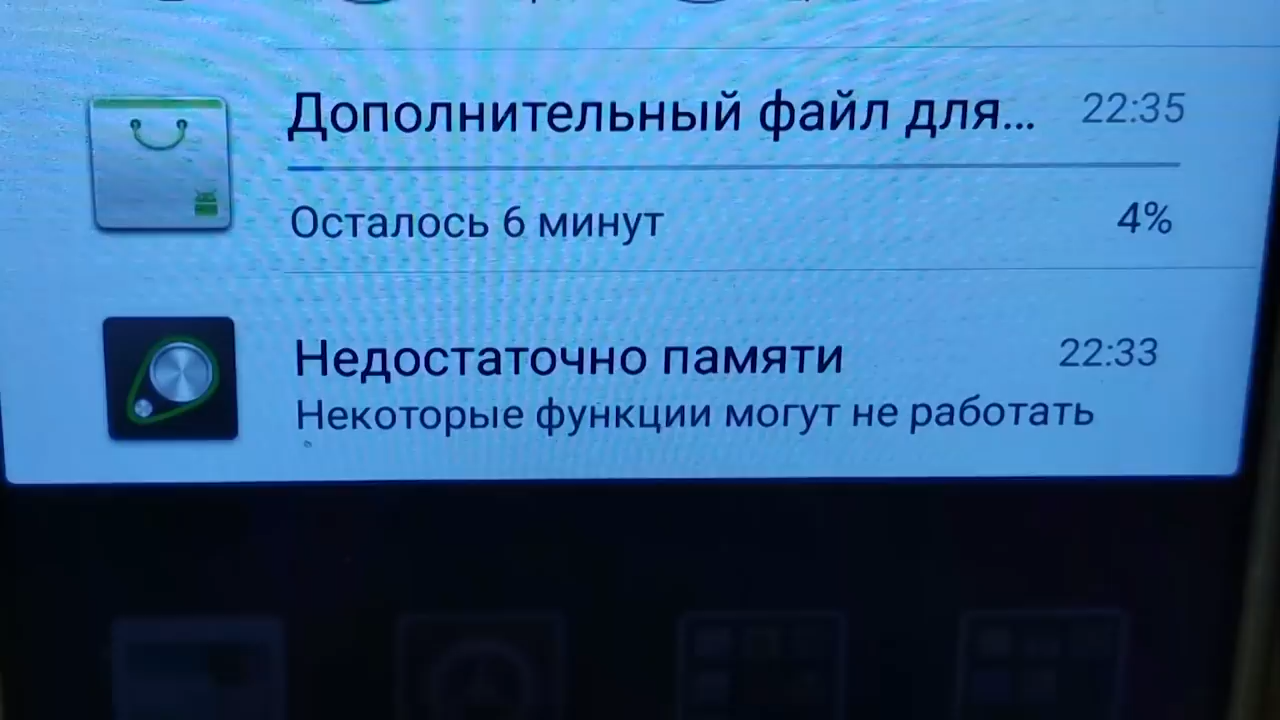 Дополнительный файл для... 22:35
Осталось 6 минут 4%
Недостаточно памяти 22:33
Некоторые функции могут не работать